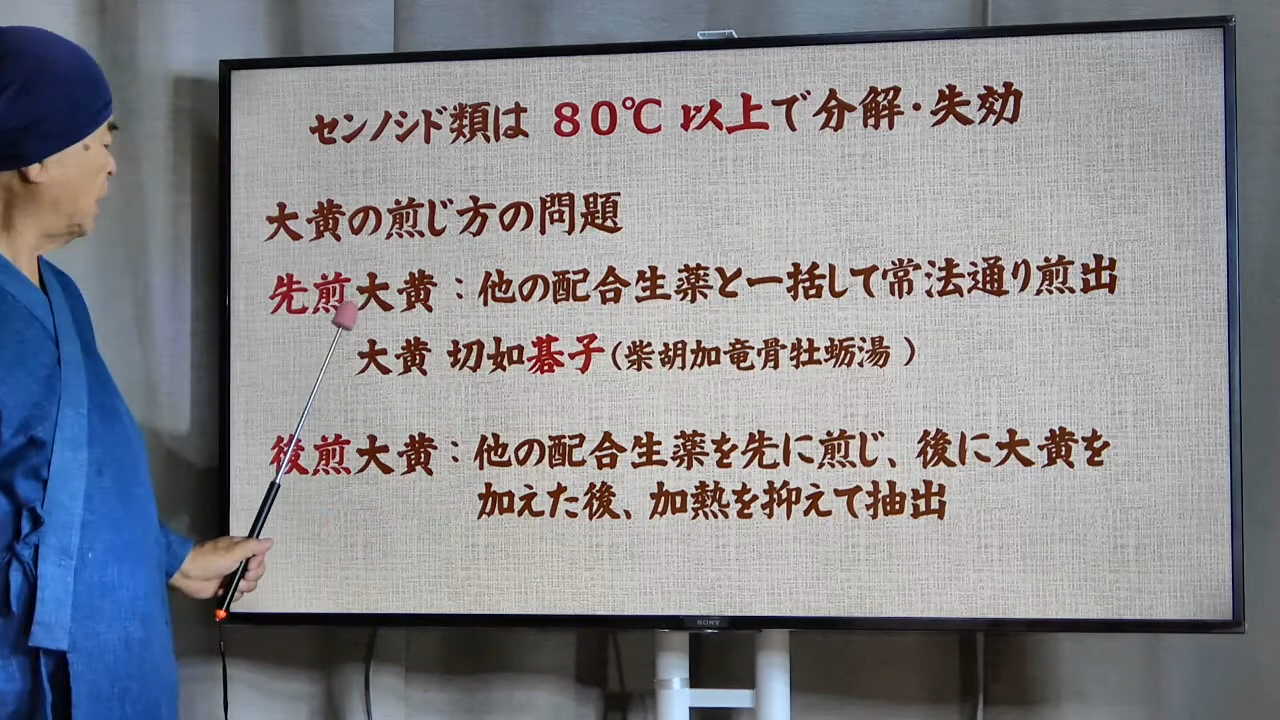 センノシド類は 80℃ 以上で分解・失効
大黄の煎じ方の問題
先煎大黄：他の配合生薬と一括して常法通り煎出
大黄 切如碁子(柴胡加竜骨牡蛎湯)
後煎大黄：他の配合生薬を先に煎じ、後に大黄を
加えた後、加熱を抑えて抽出
SONY